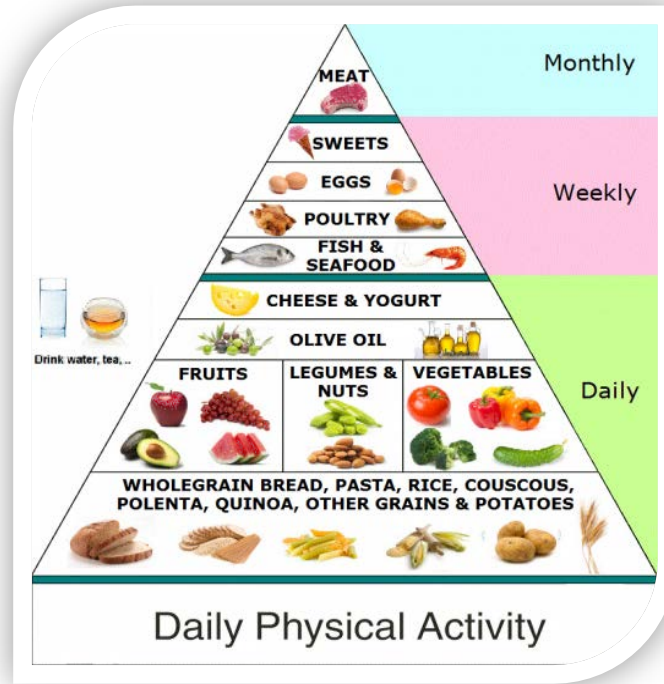 MEAT
Monthly
SWEETS
EGGS
Weekly
POULTRY
FISH &
SEAFOOD
CHEESE & YOGURT
OLIVE OIL
Drink water, tea, ..
FRUITS
LEGUMES &
NUTS
VEGETABLES
Daily
WHOLEGRAIN BREAD, PASTA, RICE, COUSCOUS,
POLENTA, QUINOA, OTHER GRAINS & POTATOES
Daily Physical Activity